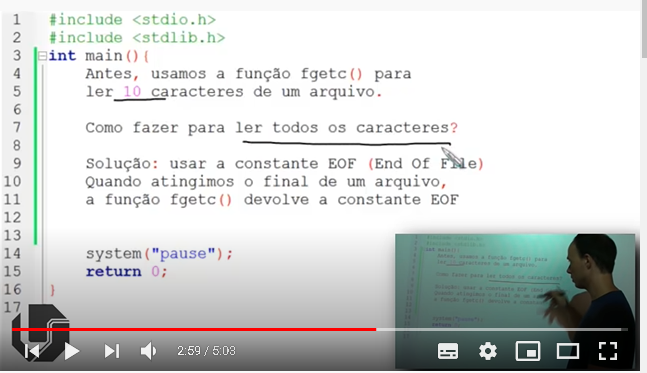 1 #include <stdio.h>
2 #include <stdlib.h>
3 int main(){
4 Antes, usamos a função fgetc() para
5 ler 10 caracteres de um arquivo.
6
7 Como fazer para ler todos os caracteres?
8
9 Solução: usar a constante EOF (End Of File)
10 Quando atingimos o final de um arquivo,
11 a função fgetc() devolve a constante EOF
12
13
14 system("pause");
15 return 0;
16 }
17
2:59 / 5:03